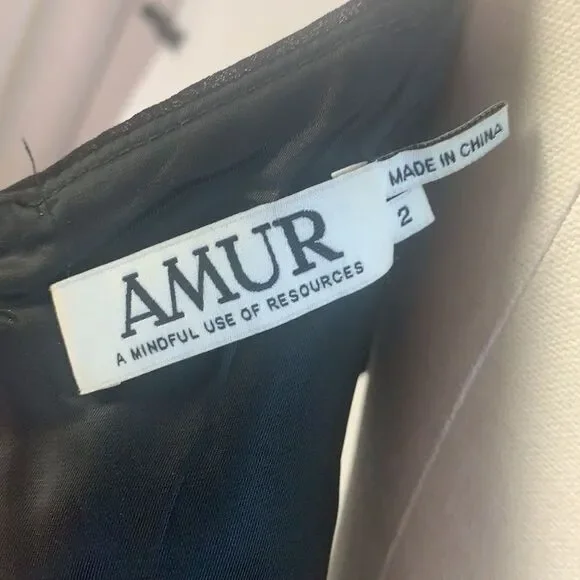 AMUR
A MINDFUL USE OF RESOURCES
2
MADE IN CHINA